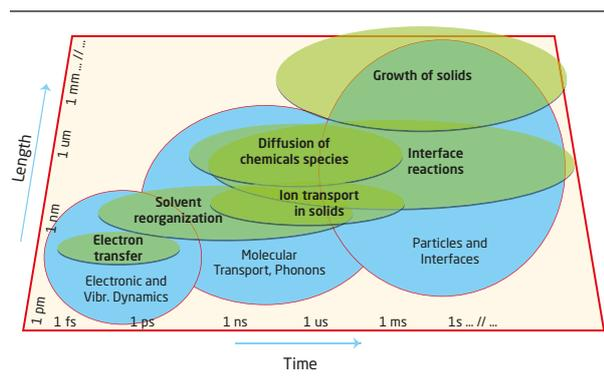 Growth of solids
Diffusion of
chemicals species
Interface
reactions
Solvent
reorganization
Ion transport
in solids
Electron
transfer
Electronic and
Vibr. Dynamics
Molecular
Transport, Phonons
Particles and
Interfaces
Length
1 mm ... // ...
1 um
1 nm
1 pm
1 fs
1 ps
1 ns
1 us
1 ms
1s ... // ...
Time